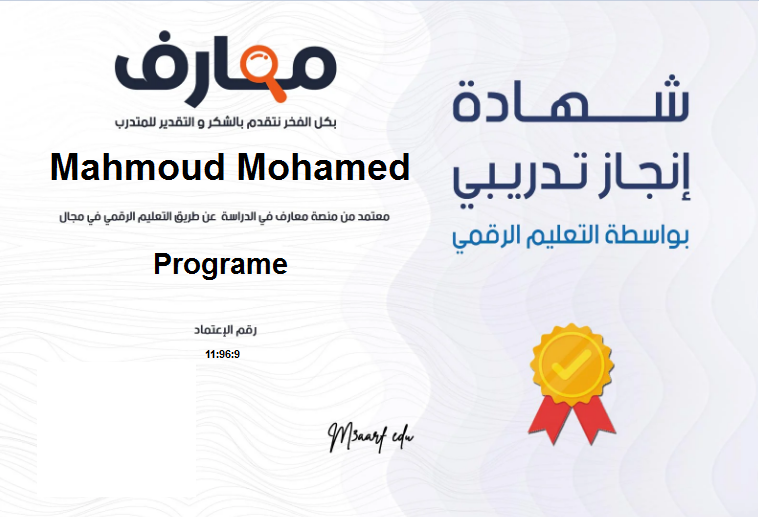 معارف
بكل الفخر نتقدم بالشكر و التقدير للمتدرب
Mahmoud Mohamed
معتمد من منصة معارف في الدراسة عن طريق التعليم الرقمي في مجال
Programe
رقم الإعتماد
11:96:9
M3aarf edu
شهادة
إنجاز تدريبي
بواسطة التعليم الرقمي